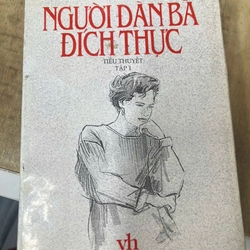 NGƯỜI ĐÀN BÀ
ĐÍCH THỰC
TIỂU THUYẾT
TẬP 1
vh